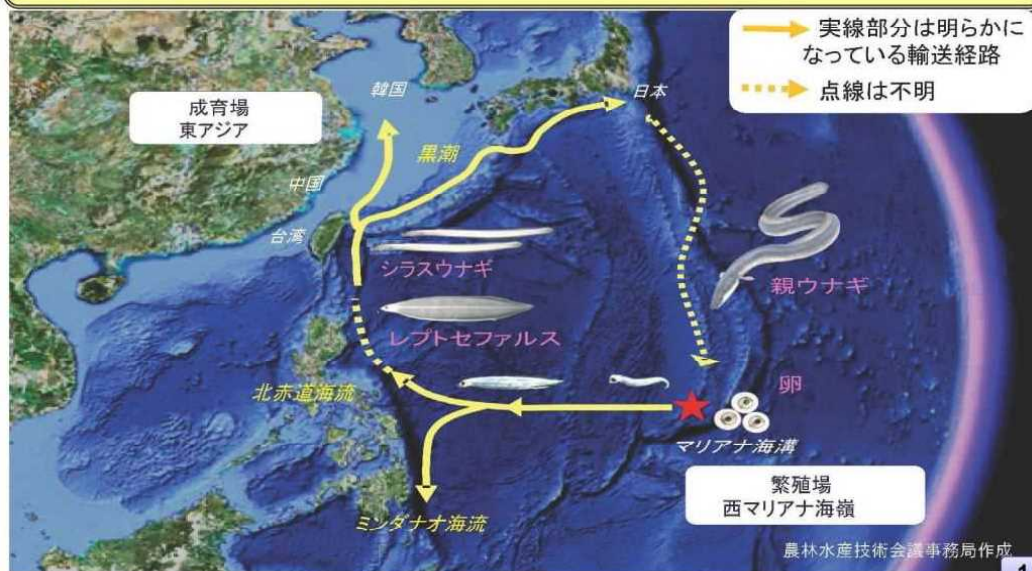 実線部分は明らかに
なっている輸送経路
点線は不明
成育場
東アジア
韓国
日本
黒潮
中国
台湾
シラスウナギ
親ウナギ
レプトセファルス
北赤道海流
卵
マリアナ海溝
繁殖場
西マリアナ海嶺
ミンダナオ海流
農林水産技術会議事務局作成
1